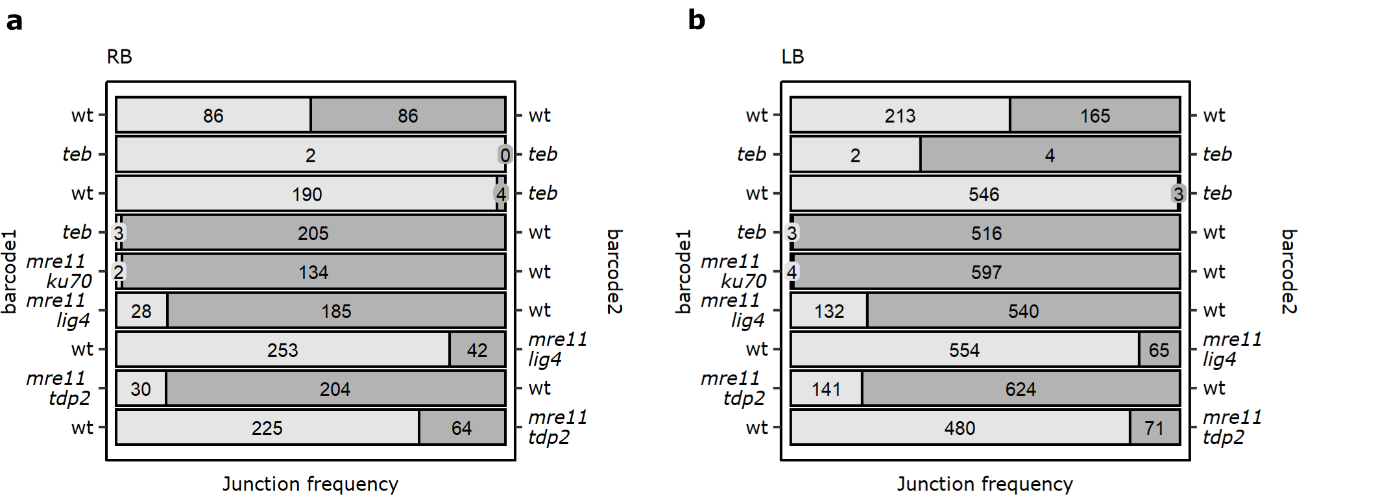 a
RB
barcode1
wt 86 86 wt
teb 2 0 teb
wt 190 4 teb
teb 3 205 wt
mre11
ku70 2 134 wt
mre11
lig4 28 185 wt
wt 253 42 mre11
lig4
mre11
tdp2 30 204 wt
wt 225 64 mre11
tdp2
barcode2
Junction frequency
b
LB
barcode1
wt 213 165 wt
teb 2 4 teb
wt 546 3 teb
teb 3 516 wt
mre11
ku70 4 597 wt
mre11
lig4 132 540 wt
wt 554 65 mre11
lig4
mre11
tdp2 141 624 wt
wt 480 71 mre11
tdp2
barcode2
Junction frequency